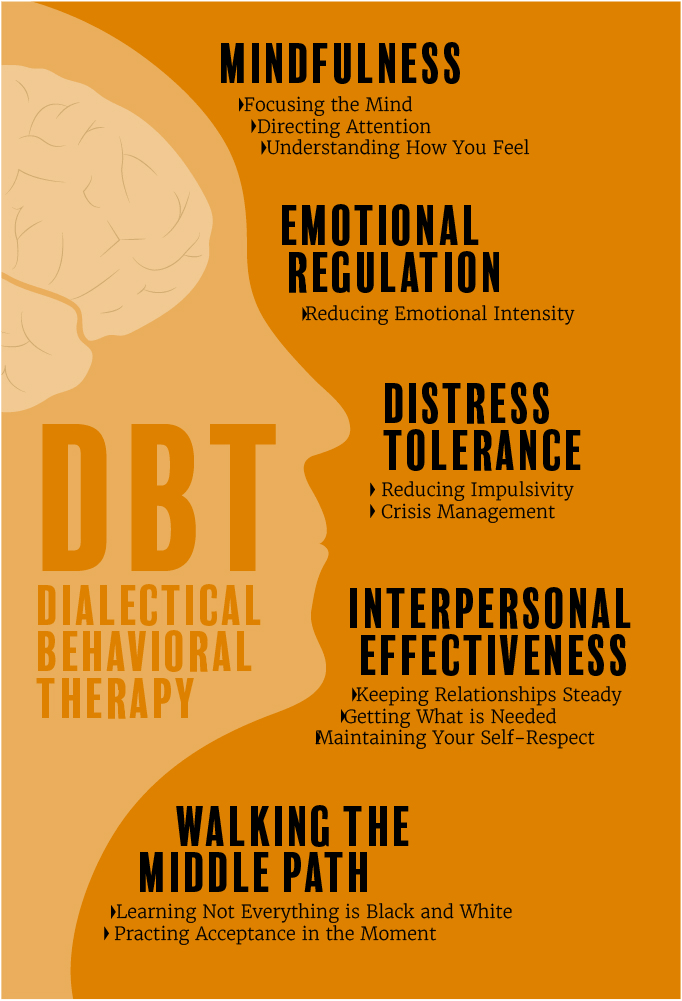 MINDFULNESS
Focusing the Mind
Directing Attention
Understanding How You Feel
EMOTIONAL
REGULATION
Reducing Emotional Intensity
DISTRESS
TOLERANCE
Reducing Impulsivity
Crisis Management
DBT
DIALECTICAL
BEHAVIORAL
THERAPY
INTERPERSONAL
EFFECTIVENESS
Keeping Relationships Steady
Getting What is Needed
Maintaining Your Self-Respect
WALKING THE
MIDDLE PATH
Learning Not Everything is Black and White
Practing Acceptance in the Moment